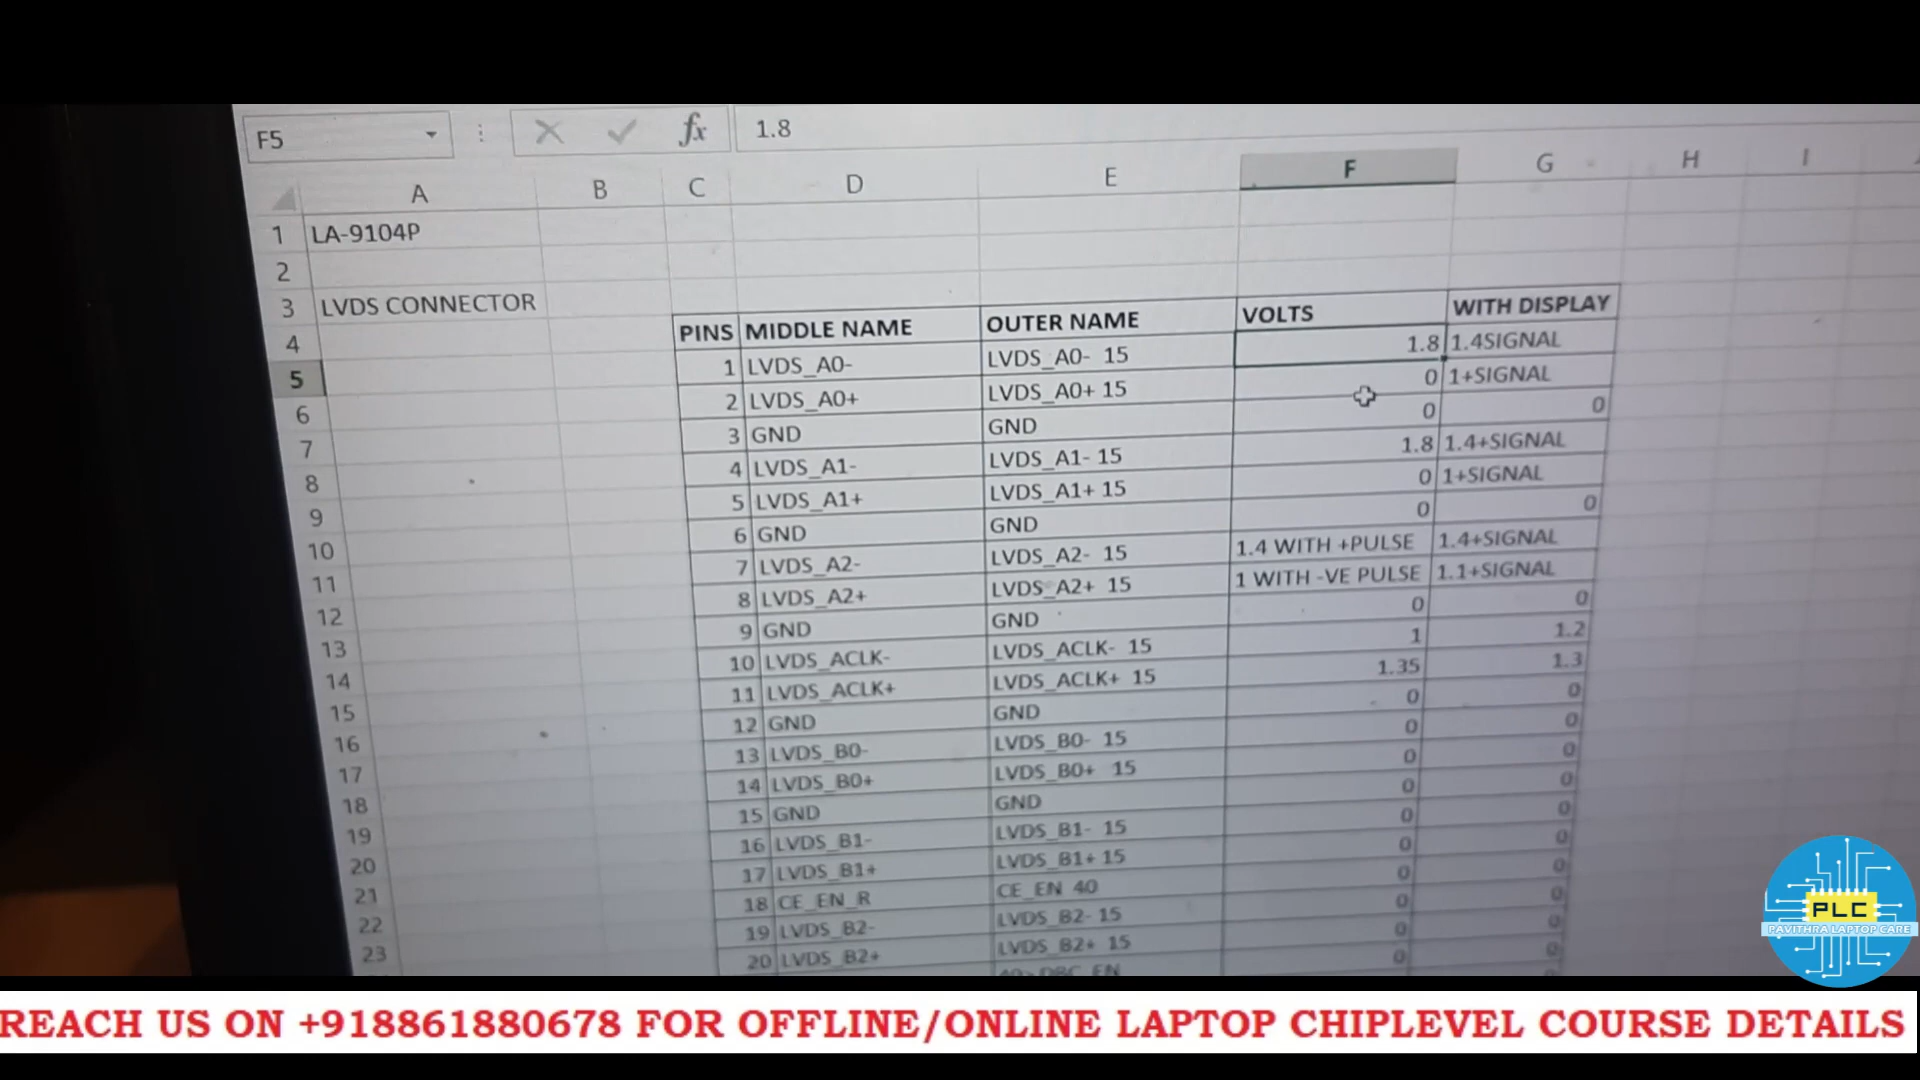 F5 fx 1.8
A B C D E F G H I
1 LA-9104P
2
3 LVDS CONNECTOR
4 PINS MIDDLE NAME OUTER NAME VOLTS WITH DISPLAY
5 1 LVDS_A0- LVDS_A0- 15 1.8 1.4SIGNAL
6 2 LVDS_A0+ LVDS_A0+ 15 0 1+SIGNAL
7 3 GND GND 0 0
8 4 LVDS_A1- LVDS_A1- 15 1.8 1.4+SIGNAL
9 5 LVDS_A1+ LVDS_A1+ 15 0 1+SIGNAL
10 6 GND GND 0 0
11 7 LVDS_A2- LVDS_A2- 15 1.4 WITH +PULSE 1.4+SIGNAL
12 8 LVDS_A2+ LVDS_A2+ 15 1 WITH -VE PULSE 1.1+SIGNAL
13 9 GND GND 0 0
14 10 LVDS_ACLK- LVDS_ACLK- 15 1 1.2
15 11 LVDS_ACLK+ LVDS_ACLK+ 15 1.35 1.3
16 12 GND GND 0 0
17 13 LVDS_B0- LVDS_B0- 15 0 0
18 14 LVDS_B0+ LVDS_B0+ 15 0 0
19 15 GND GND 0 0
20 16 LVDS_B1- LVDS_B1- 15 0 0
21 17 LVDS_B1+ LVDS_B1+ 15 0 0
22 18 CE_EN_R CE_EN 40 0 0
23 19 LVDS_B2- LVDS_B2- 15 0 0
20 LVDS_B2+ LVDS_B2+ 15 0 0
PLC
PAVITHRA LAPTOP CARE
REACH US ON +918861880678 FOR OFFLINE/ONLINE LAPTOP CHIPLEVEL COURSE DETAILS